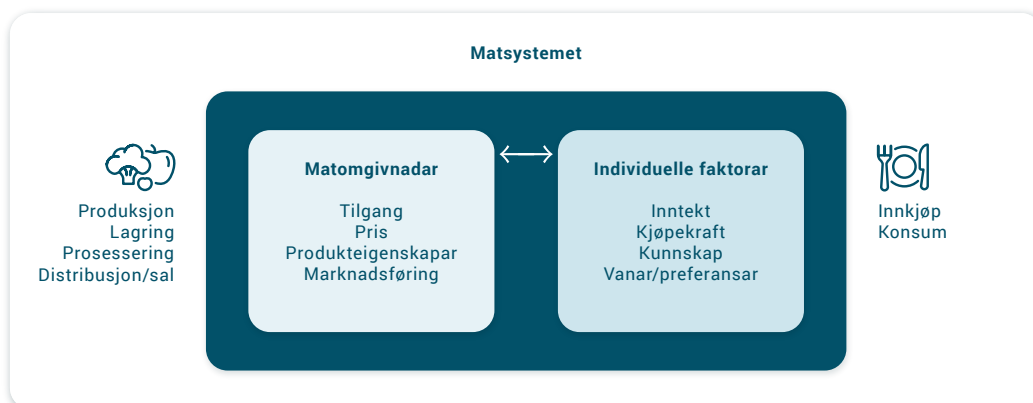 Matsystemet
Produksjon
Lagring
Prosessering
Distribusjon/sal
Matomgivnadar
Tilgang
Pris
Produkteigenskapar
Marknadsføring
Individuelle faktorar
Inntekt
Kjøpekraft
Kunnskap
Vanar/preferansar
Innkjøp
Konsum